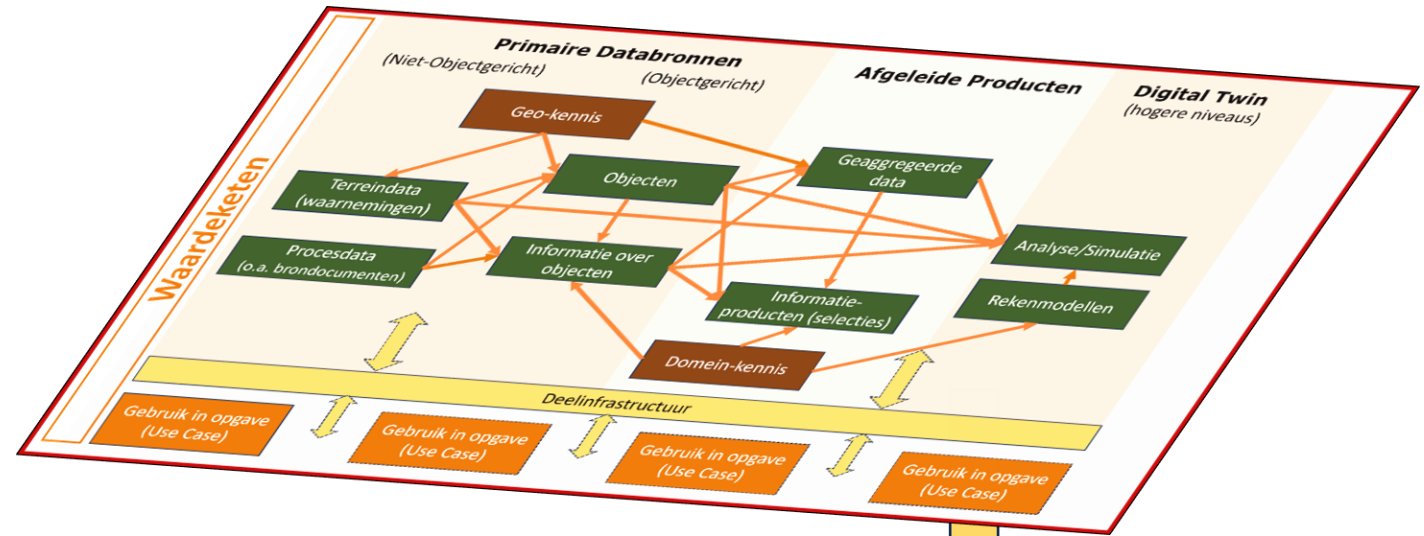 Waardeketen
Primaire Databronnen
(Niet-Objectgericht)
(Objectgericht)
Afgeleide Producten
Digital Twin
(hogere niveaus)
Geo-kennis
Terreindata
(waarnemingen)
Objecten
Geaggregeerde
data
Procesdata
(o.a. brondocumenten)
Informatie over
objecten
Analyse/Simulatie
Informatie-
producten (selecties)
Rekenmodellen
Domein-kennis
Deelinfrastructuur
Gebruik in opgave
(Use Case)
Gebruik in opgave
(Use Case)
Gebruik in opgave
(Use Case)
Gebruik in opgave
(Use Case)